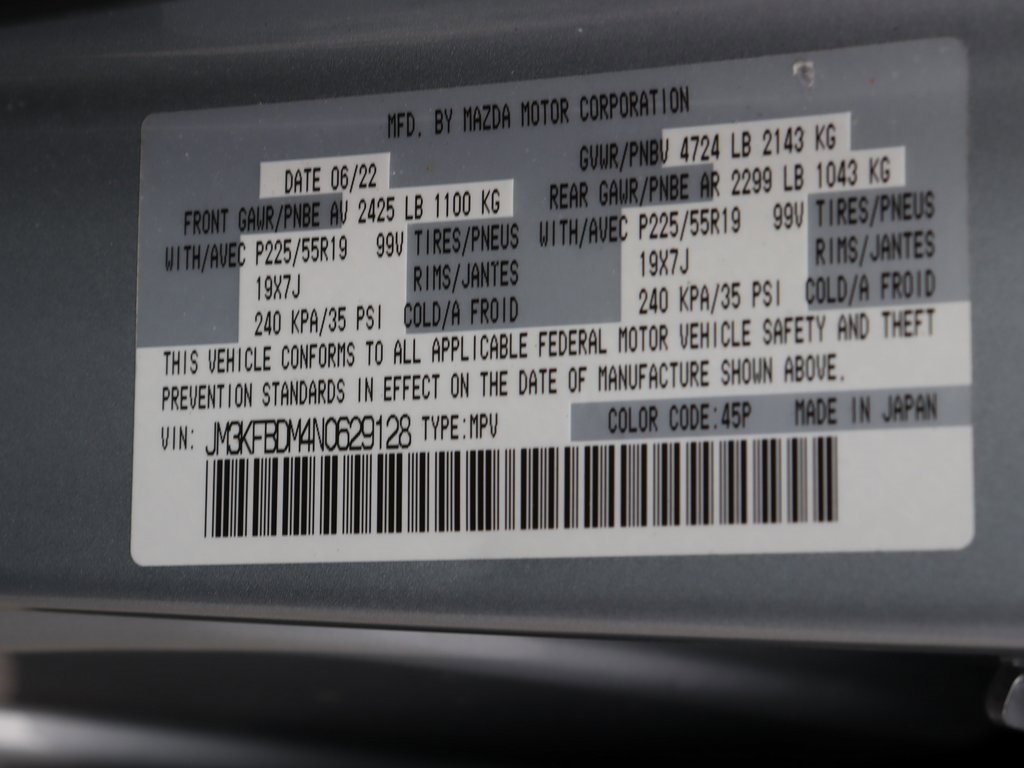 MFD. BY MAZDA MOTOR CORPORATION
DATE 06/22
GVWR/PNBV 4724 LB 2143 KG
FRONT GAWR/PNBE AV 2425 LB 1100 KG
REAR GAWR/PNBE AR 2299 LB 1043 KG
WITH/AVEC P225/55R19 99V TIRES/PNEUS
WITH/AVEC P225/55R19 99V TIRES/PNEUS
19X7J RIMS/JANTES
19X7J RIMS/JANTES
240 KPA/35 PSI COLD/A FROID
240 KPA/35 PSI COLD/A FROID
THIS VEHICLE CONFORMS TO ALL APPLICABLE FEDERAL MOTOR VEHICLE SAFETY AND THEFT
PREVENTION STANDARDS IN EFFECT ON THE DATE OF MANUFACTURE SHOWN ABOVE.
VIN: JM3KFBDM4N0629128 TYPE:MPV COLOR CODE:45P MADE IN JAPAN